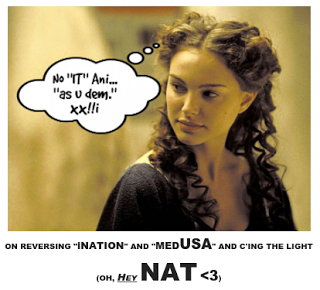 No "IT" Ani...
"as u dem."
xx!!i
ON REVERSING "INATION" AND "MEDUSA" AND C'ING THE LIGHT
(OH, HEY NAT <3)